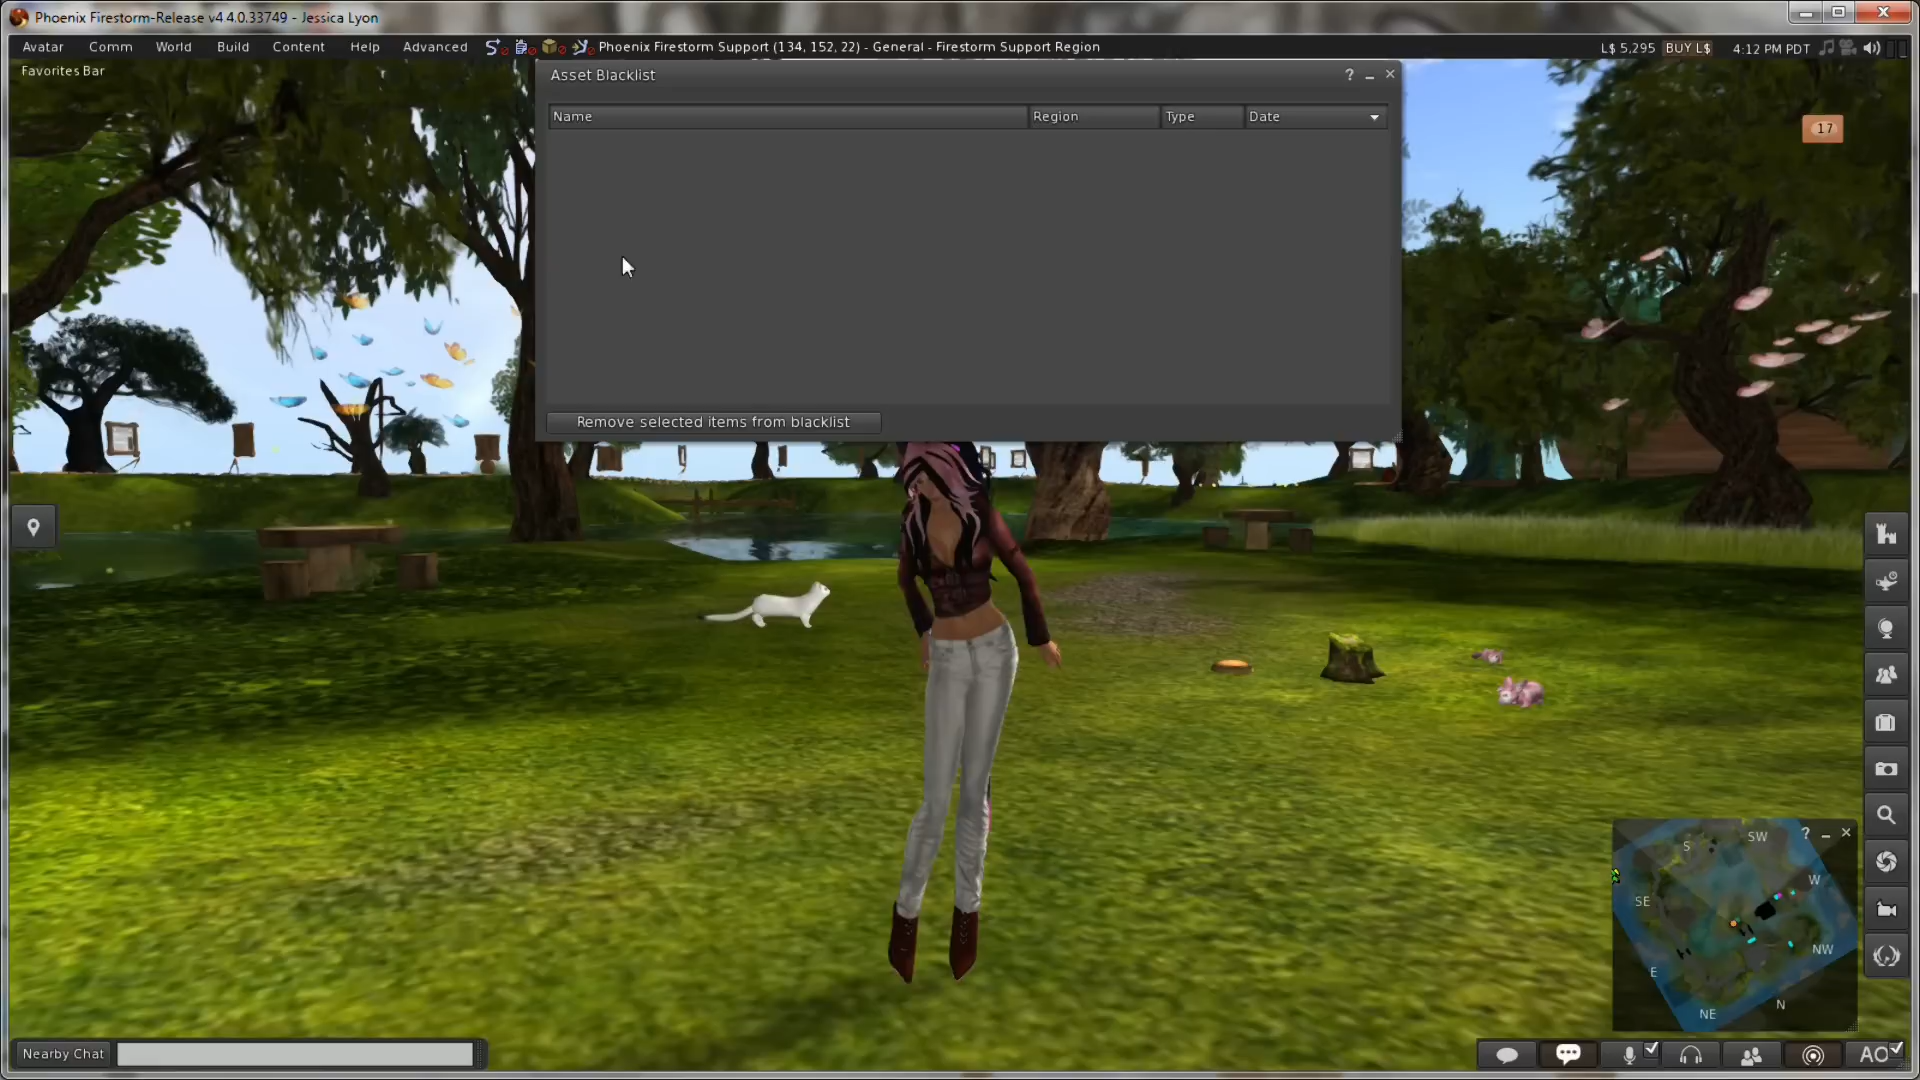 Phoenix Firestorm-Release v4.4.0.33749 - Jessica Lyon
Avatar Comm World Build Content Help Advanced Phoenix Firestorm Support (134, 152, 22) - General - Firestorm Support Region L$ 5,295 BUY L$ 4:12 PM PDT
Favorites Bar
Asset Blacklist ?
Name Region Type Date
17
Remove selected items from blacklist
?
S SW
W
SE
NW
E
N
NE
Nearby Chat
AO